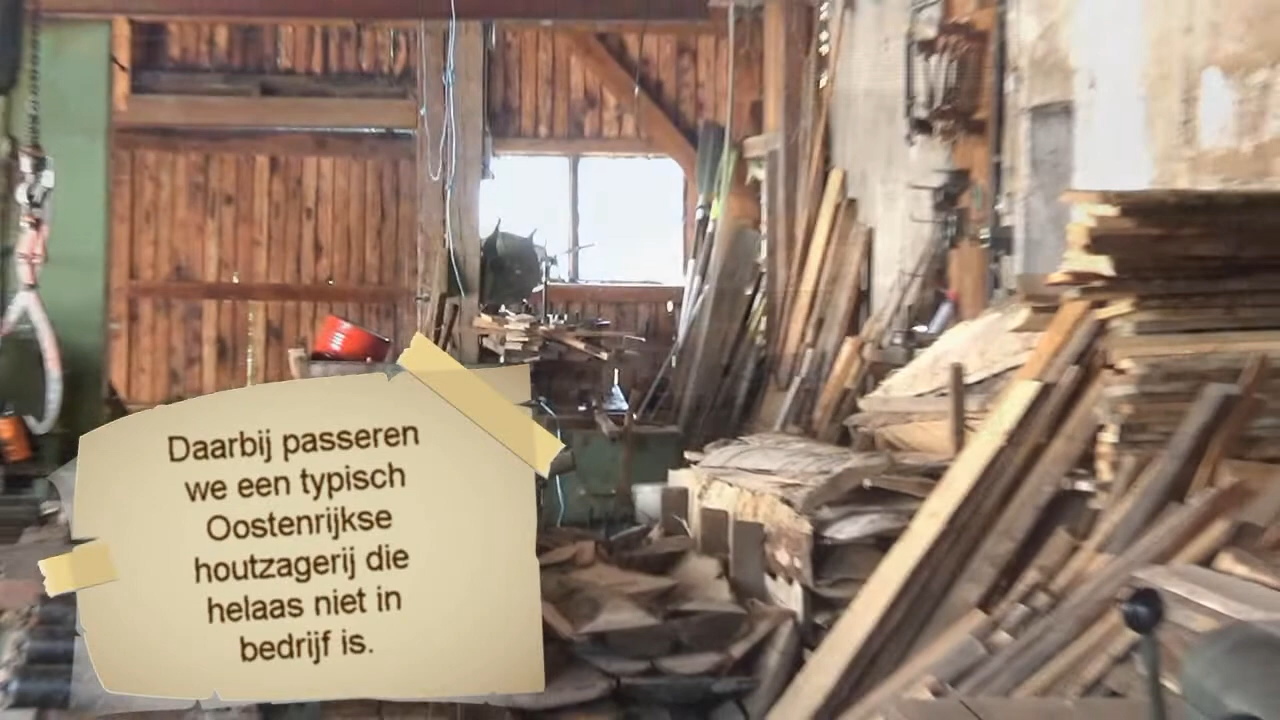 Daarbij passeren
we een typisch
Oostenrijkse
houtzagerij die
helaas niet in
bedrijf is.